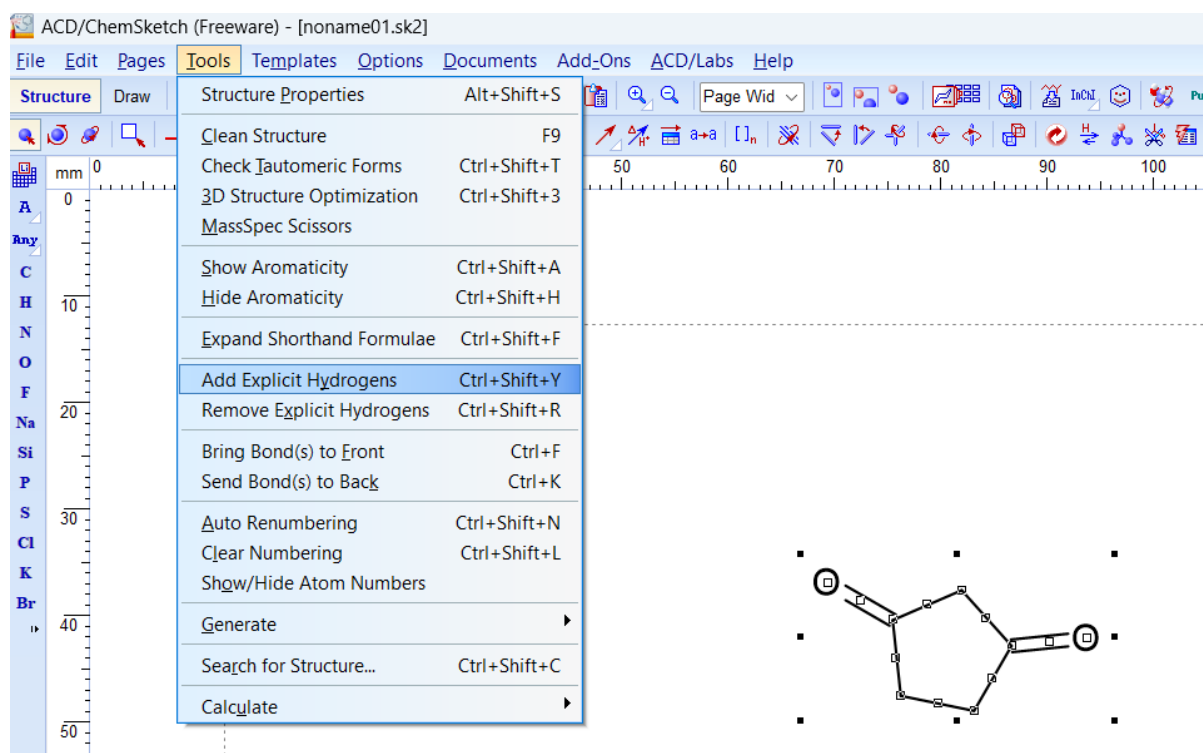 ACD/ChemSketch (Freeware) - [noname01.sk2]
File Edit Pages Tools Templates Options Documents Add-Ons ACD/Labs Help
Structure Draw Page Wid InChI Pu
a→a [ ]n H
mm 0 50 60 70 80 90 100
Structure Properties Alt+Shift+S
Clean Structure F9
Check Tautomeric Forms Ctrl+Shift+T
3D Structure Optimization Ctrl+Shift+3
MassSpec Scissors
Show Aromaticity Ctrl+Shift+A
Hide Aromaticity Ctrl+Shift+H
Expand Shorthand Formulae Ctrl+Shift+F
Add Explicit Hydrogens Ctrl+Shift+Y
Remove Explicit Hydrogens Ctrl+Shift+R
Bring Bond(s) to Front Ctrl+F
Send Bond(s) to Back Ctrl+K
Auto Renumbering Ctrl+Shift+N
Clear Numbering Ctrl+Shift+L
Show/Hide Atom Numbers
Generate
Search for Structure... Ctrl+Shift+C
Calculate
Li
A
Any
C
H
N
O
F
Na
Si
P
S
Cl
K
Br
0
10
20
30
40
50
O
O